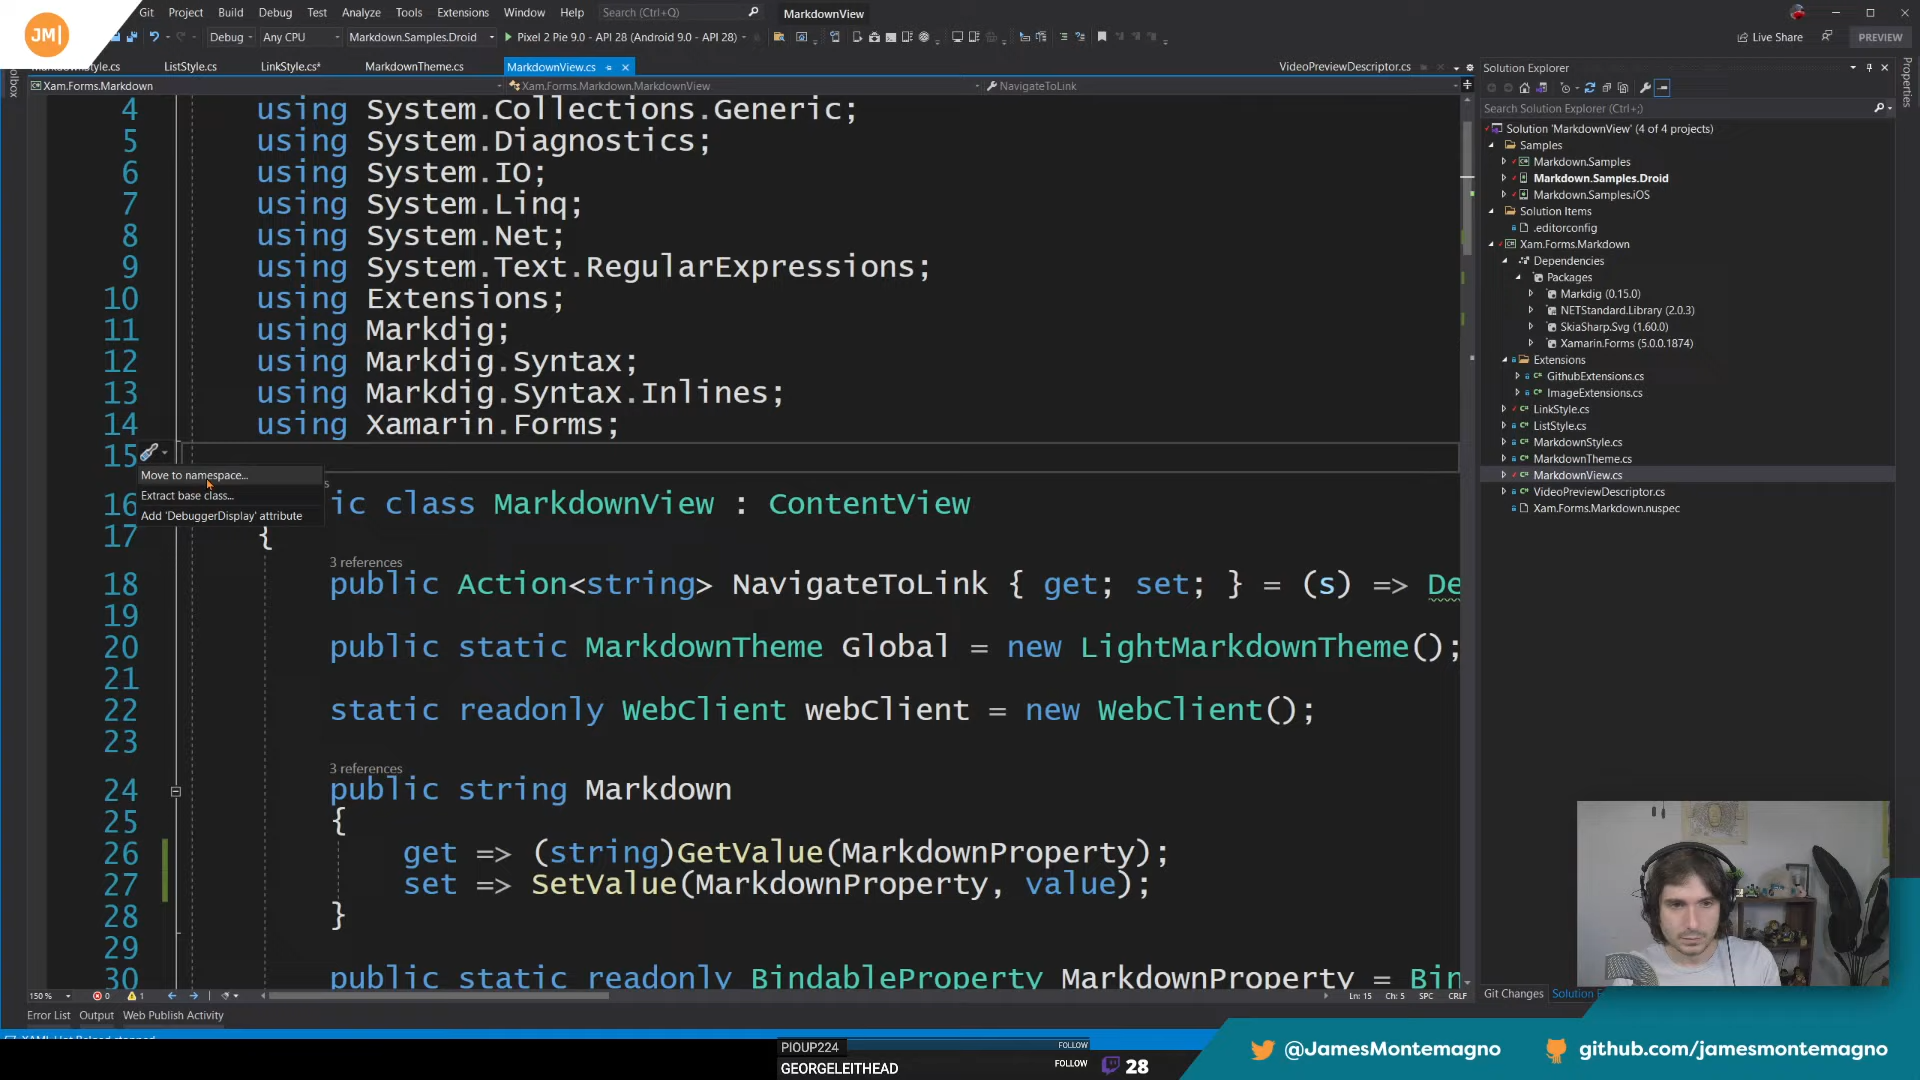 JM|
Git Project Build Debug Test Analyze Tools Extensions Window Help Search (Ctrl+Q) MarkdownView
Debug Any CPU Markdown.Samples.Droid Pixel 2 Pie 9.0 - API 28 (Android 9.0 - API 28) Live Share PREVIEW
Style.cs ListStyle.cs LinkStyle.cs* MarkdownTheme.cs MarkdownView.cs VideoPreviewDescriptor.cs
Xam.Forms.Markdown Xam.Forms.Markdown.MarkdownView NavigateToLink
4 using System.Collections.Generic;
5 using System.Diagnostics;
6 using System.IO;
7 using System.Linq;
8 using System.Net;
9 using System.Text.RegularExpressions;
10 using Extensions;
11 using Markdig;
12 using Markdig.Syntax;
13 using Markdig.Syntax.Inlines;
14 using Xamarin.Forms;
15
Move to namespace...
Extract base class...
Add 'DebuggerDisplay' attribute
16 ic class MarkdownView : ContentView
17 {
3 references
18 public Action<string> NavigateToLink { get; set; } = (s) => De
19
20 public static MarkdownTheme Global = new LightMarkdownTheme();
21
22 static readonly WebClient webClient = new WebClient();
23
3 references
24 public string Markdown
25 {
26 get => (string)GetValue(MarkdownProperty);
27 set => SetValue(MarkdownProperty, value);
28 }
29
30 public static readonly BindableProperty MarkdownProperty = Bin
150 % 0 1 Ln: 15 Ch: 5 SPC CRLF
Error List Output Web Publish Activity
Solution Explorer
Search Solution Explorer (Ctrl+;)
Solution 'MarkdownView' (4 of 4 projects)
Samples
Markdown.Samples
Markdown.Samples.Droid
Markdown.Samples.iOS
Solution Items
.editorconfig
Xam.Forms.Markdown
Dependencies
Packages
Markdig (0.15.0)
NETStandard.Library (2.0.3)
SkiaSharp.Svg (1.60.0)
Xamarin.Forms (5.0.0.1874)
Extensions
GithubExtensions.cs
ImageExtensions.cs
LinkStyle.cs
ListStyle.cs
MarkdownStyle.cs
MarkdownTheme.cs
MarkdownView.cs
VideoPreviewDescriptor.cs
Xam.Forms.Markdown.nuspec
Properties
Git Changes Solution E
PIOUP224 FOLLOW
GEORGELEITHEAD FOLLOW
28
@JamesMontemagno
github.com/jamesmontemagno